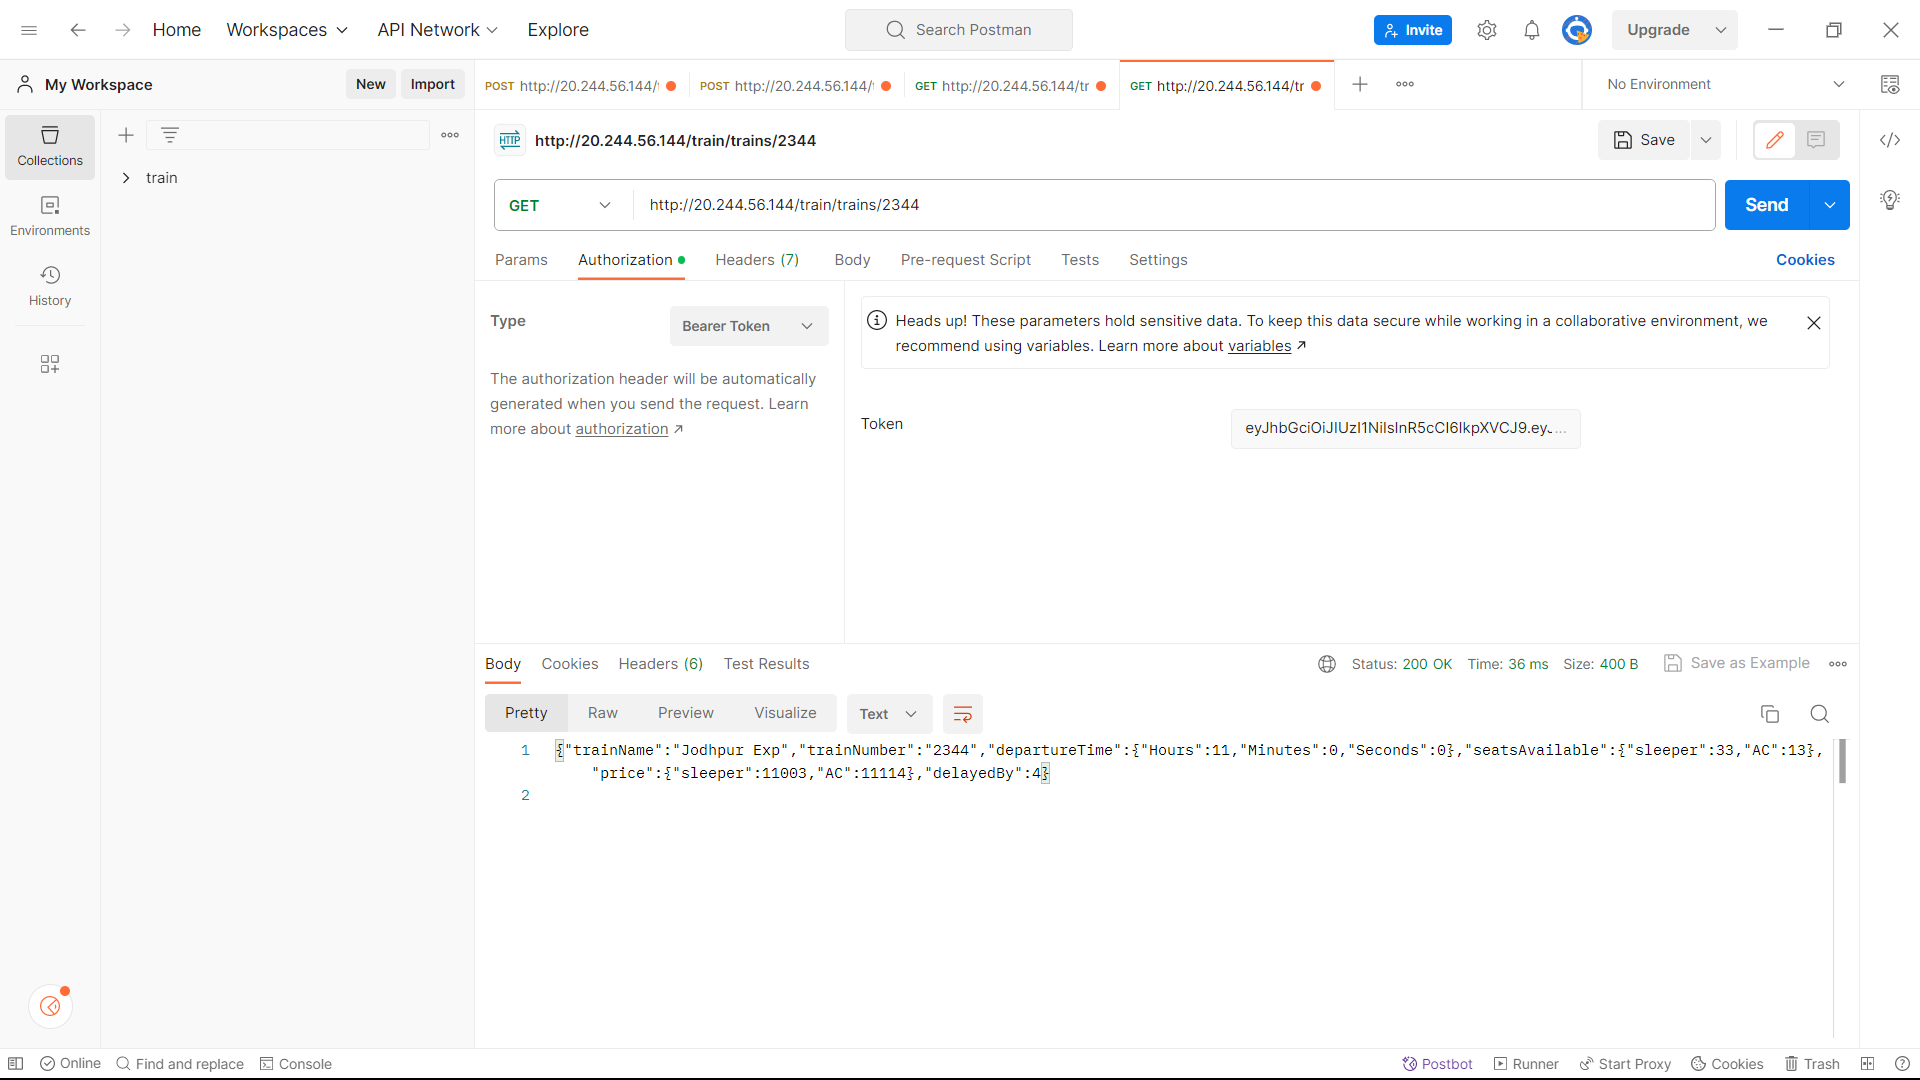 Home
Workspaces
API Network
Explore
Search Postman
Invite
Upgrade
My Workspace
New
Import
POST http://20.244.56.144/
POST http://20.244.56.144/
GET http://20.244.56.144/tr
GET http://20.244.56.144/tr
No Environment
Collections
Environments
History
train
HTTP
http://20.244.56.144/train/trains/2344
Save
GET
http://20.244.56.144/train/trains/2344
Send
Params
Authorization
Headers (7)
Body
Pre-request Script
Tests
Settings
Cookies
Type
Bearer Token
The authorization header will be automatically
generated when you send the request. Learn
more about authorization ↗
Heads up! These parameters hold sensitive data. To keep this data secure while working in a collaborative environment, we
recommend using variables. Learn more about variables ↗
Token
eyJhbGciOiJIUzI1NiIsInR5cCI6IkpXVCJ9.eyJ...
Body
Cookies
Headers (6)
Test Results
Status: 200 OK
Time: 36 ms
Size: 400 B
Save as Example
Pretty
Raw
Preview
Visualize
Text
1 {"trainName":"Jodhpur Exp","trainNumber":"2344","departureTime":{"Hours":11,"Minutes":0,"Seconds":0},"seatsAvailable":{"sleeper":33,"AC":13},
"price":{"sleeper":11003,"AC":11114},"delayedBy":4}
2
Online
Find and replace
Console
Postbot
Runner
Start Proxy
Cookies
Trash